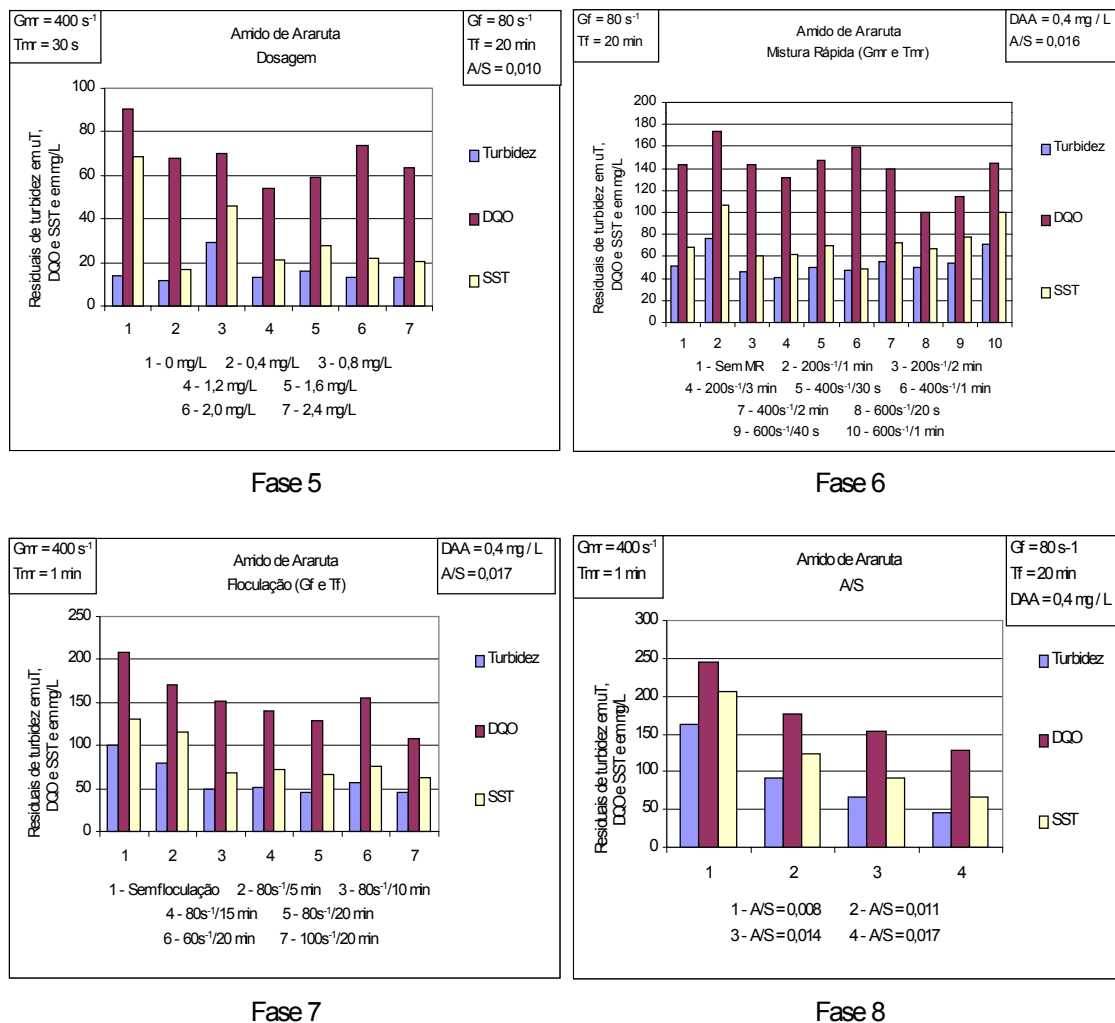 Gmr = 400 s⁻¹
Tmr = 30 s
Amido de Araruta
Dosagem
Gf = 80 s⁻¹
Tf = 20 min
A/S = 0,010
Residuais de turbidez em uT,
DQO e SST e em mg/L
100
80
60
40
20
0
1 2 3 4 5 6 7
Turbidez
DQO
SST
1 - 0 mg/L 2 - 0,4 mg/L 3 - 0,8 mg/L
4 - 1,2 mg/L 5 - 1,6 mg/L
6 - 2,0 mg/L 7 - 2,4 mg/L
Fase 5
Gf = 80 s⁻¹
Tf = 20 min
Amido de Araruta
Mistura Rápida (Gmr e Tmr)
DAA = 0,4 mg / L
A/S = 0,016
Residuais de turbidez em uT,
DQO e SST e em mg/L
200
180
160
140
120
100
80
60
40
20
0
1 2 3 4 5 6 7 8 9 10
Turbidez
DQO
SST
1 - Sem MR 2 - 200s⁻¹/1 min 3 - 200s⁻¹/2 min
4 - 200s⁻¹/3 min 5 - 400s⁻¹/30 s 6 - 400s⁻¹/1 min
7 - 400s⁻¹/2 min 8 - 600s⁻¹/20 s
9 - 600s⁻¹/40 s 10 - 600s⁻¹/1 min
Fase 6
Gmr = 400 s⁻¹
Tmr = 1 min
Amido de Araruta
Floculação (Gf e Tf)
DAA = 0,4 mg / L
A/S = 0,017
Residuais de turbidez em uT,
DQO e SST e em mg/L
250
200
150
100
50
0
1 2 3 4 5 6 7
Turbidez
DQO
SST
1 - Sem floculação 2 - 80s⁻¹/5 min 3 - 80s⁻¹/10 min
4 - 80s⁻¹/15 min 5 - 80s⁻¹/20 min
6 - 60s⁻¹/20 min 7 - 100s⁻¹/20 min
Fase 7
Gmr = 400 s⁻¹
Tmr = 1 min
Amido de Araruta
A/S
Gf = 80 s-1
Tf = 20 min
DAA = 0,4 mg / L
Residuais de turbidez em uT,
DQO e SST e em mg/L
300
250
200
150
100
50
0
1 2 3 4
Turbidez
DQO
SST
1 - A/S = 0,008 2 - A/S = 0,011
3 - A/S = 0,014 4 - A/S = 0,017
Fase 8